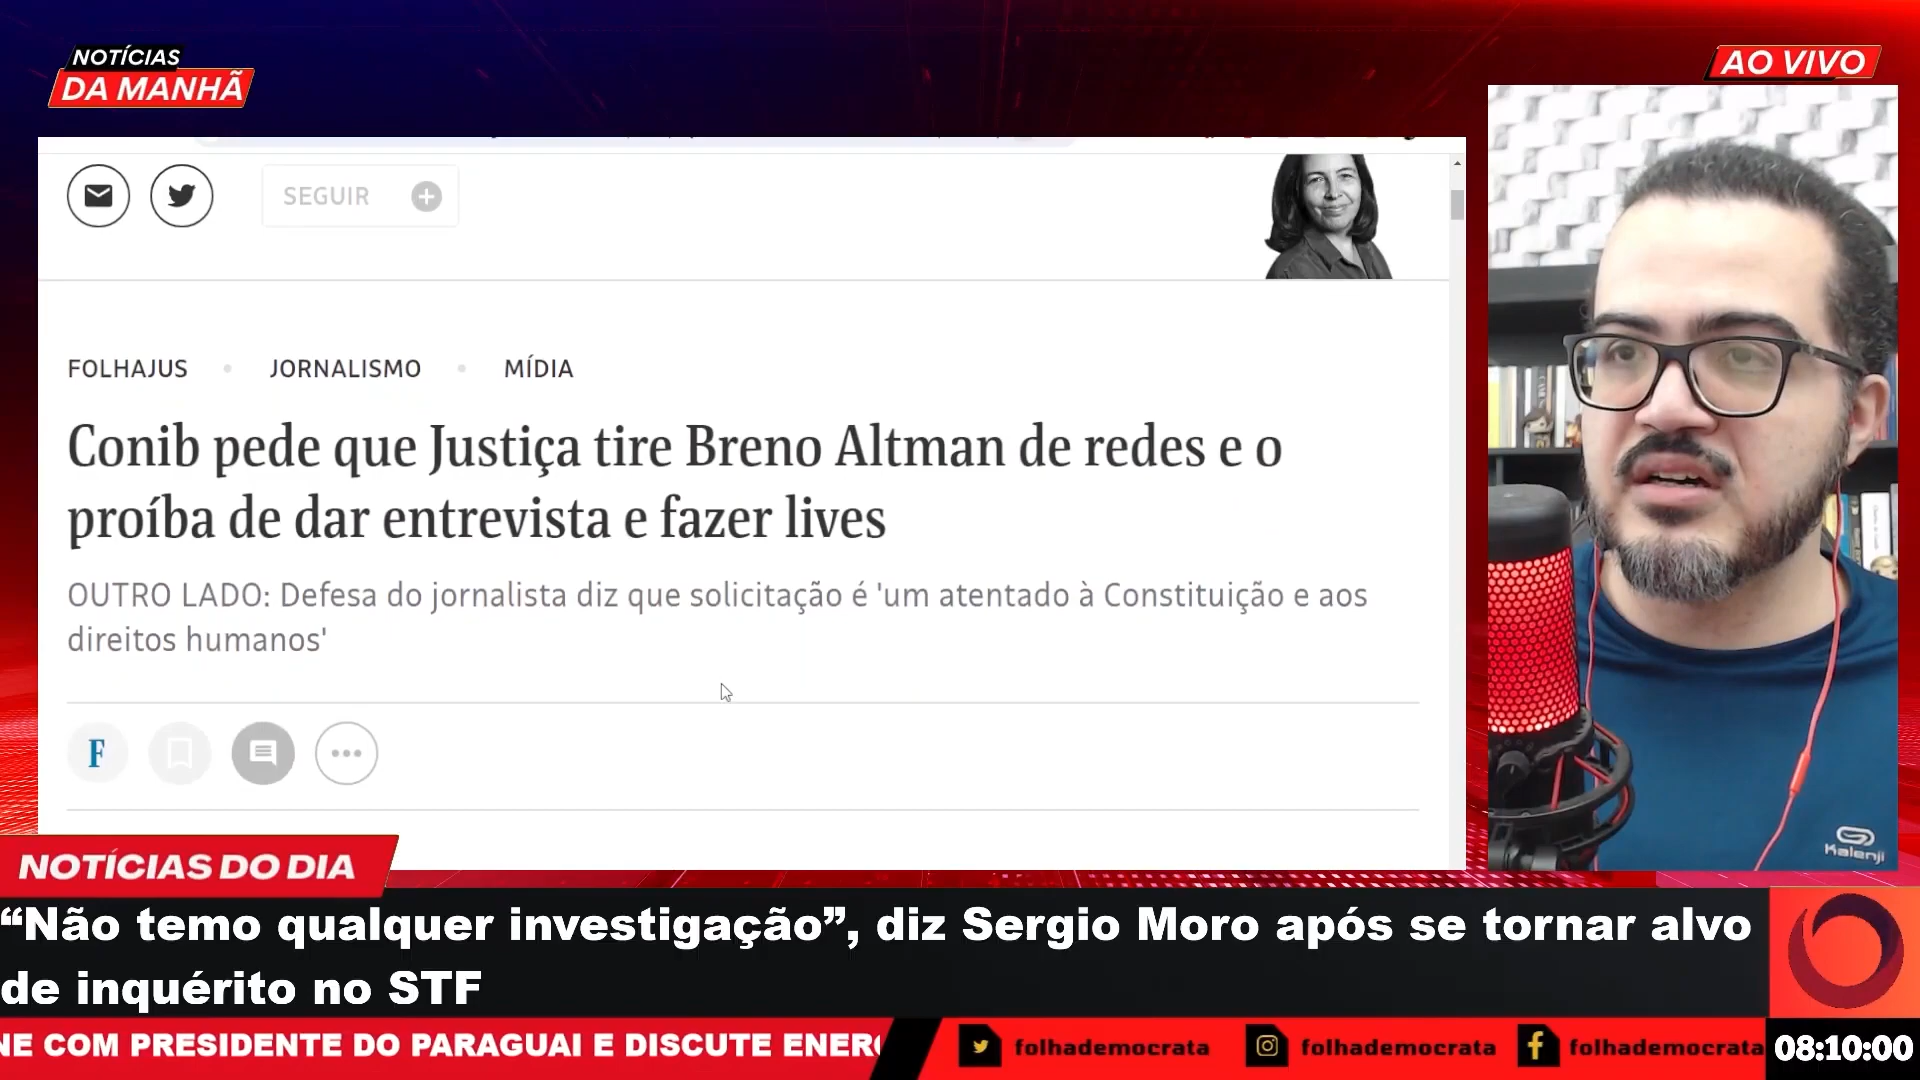 NOTÍCIAS
DA MANHÃ
AO VIVO
SEGUIR
FOLHAJUS • JORNALISMO • MÍDIA
Conib pede que Justiça tire Breno Altman de redes e o
proíba de dar entrevista e fazer lives
OUTRO LADO: Defesa do jornalista diz que solicitação é 'um atentado à Constituição e aos
direitos humanos'
F
Kalenji
NOTÍCIAS DO DIA
“Não temo qualquer investigação”, diz Sergio Moro após se tornar alvo
de inquérito no STF
COM PRESIDENTE DO PARAGUAI E DISCUTE
folhademocrata
folhademocrata
folhademocrata
08:10:00